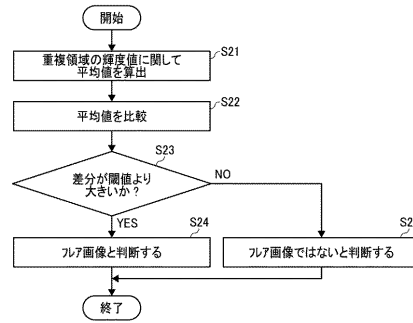 開始
S21
重複領域の輝度値に関して
平均値を算出
S22
平均値を比較
S23
差分が閾値より
大きいか？
NO
YES
S24
フレア画像と判断する
フレア画像ではないと判断する
終了